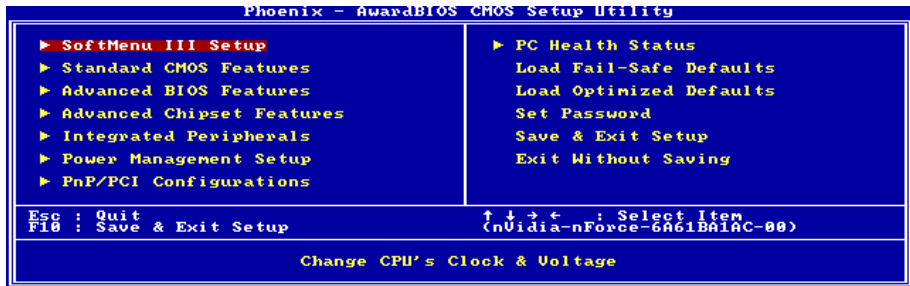 Phoenix - AwardBIOS CMOS Setup Utility
► SoftMenu III Setup
► Standard CMOS Features
► Advanced BIOS Features
► Advanced Chipset Features
► Integrated Peripherals
► Power Management Setup
► PnP/PCI Configurations
► PC Health Status
Load Fail-Safe Defaults
Load Optimized Defaults
Set Password
Save & Exit Setup
Exit Without Saving
Esc : Quit
F10 : Save & Exit Setup
↑ ↓ → ← : Select Item
(nVidia-nForce-6A61BA1AC-00)
Change CPU's Clock & Voltage